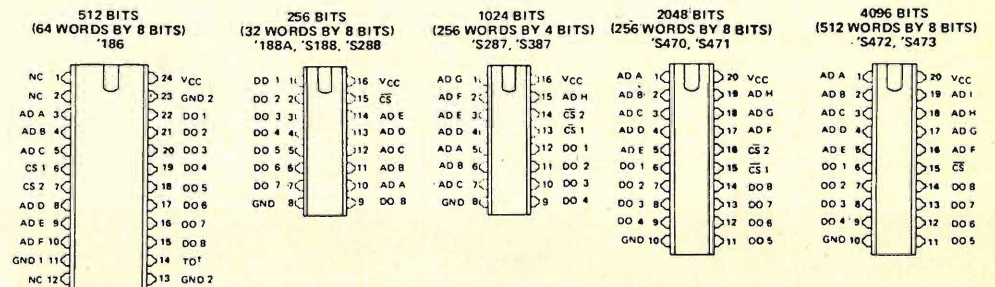 512 BITS
(64 WORDS BY 8 BITS)
'186
NC 1 24 VCC
NC 2 23 GND 2
AD A 3 22 DO 1
AD B 4 21 DO 2
AD C 5 20 DO 3
CS 1 6 19 DO 4
CS 2 7 18 DO 5
AD D 8 17 DO 6
AD E 9 16 DO 7
AD F 10 15 DO 8
GND 1 11 14 TD†
NC 12 13 GND 2
256 BITS
(32 WORDS BY 8 BITS)
'188A, 'S188, 'S288
DO 1 1 16 VCC
DO 2 2 15 C̅S̅
DO 3 3 14 AD E
DO 4 4 13 AD D
DO 5 5 12 AD C
DO 6 6 11 AD B
DO 7 7 10 AD A
GND 8 9 DO 8
1024 BITS
(256 WORDS BY 4 BITS)
'S287, 'S387
AD G 1 16 VCC
AD F 2 15 AD H
AD E 3 14 C̅S̅ 2
AD D 4 13 C̅S̅ 1
AD A 5 12 DO 1
AD B 6 11 DO 2
AD C 7 10 DO 3
GND 8 9 DO 4
2048 BITS
(256 WORDS BY 8 BITS)
'S470, 'S471
AD A 1 20 VCC
AD B 2 19 AD H
AD C 3 18 AD G
AD D 4 17 AD F
AD E 5 16 C̅S̅ 2
DO 1 6 15 C̅S̅ 1
DO 2 7 14 DO 8
DO 3 8 13 DO 7
DO 4 9 12 DO 6
GND 10 11 DO 5
4096 BITS
(512 WORDS BY 8 BITS)
'S472, 'S473
AD A 1 20 VCC
AD B 2 19 AD I
AD C 3 18 AD H
AD D 4 17 AD G
AD E 5 16 AD F
DO 1 6 15 C̅S̅
DO 2 7 14 DO 8
DO 3 8 13 DO 7
DO 4 9 12 DO 6
GND 10 11 DO 5